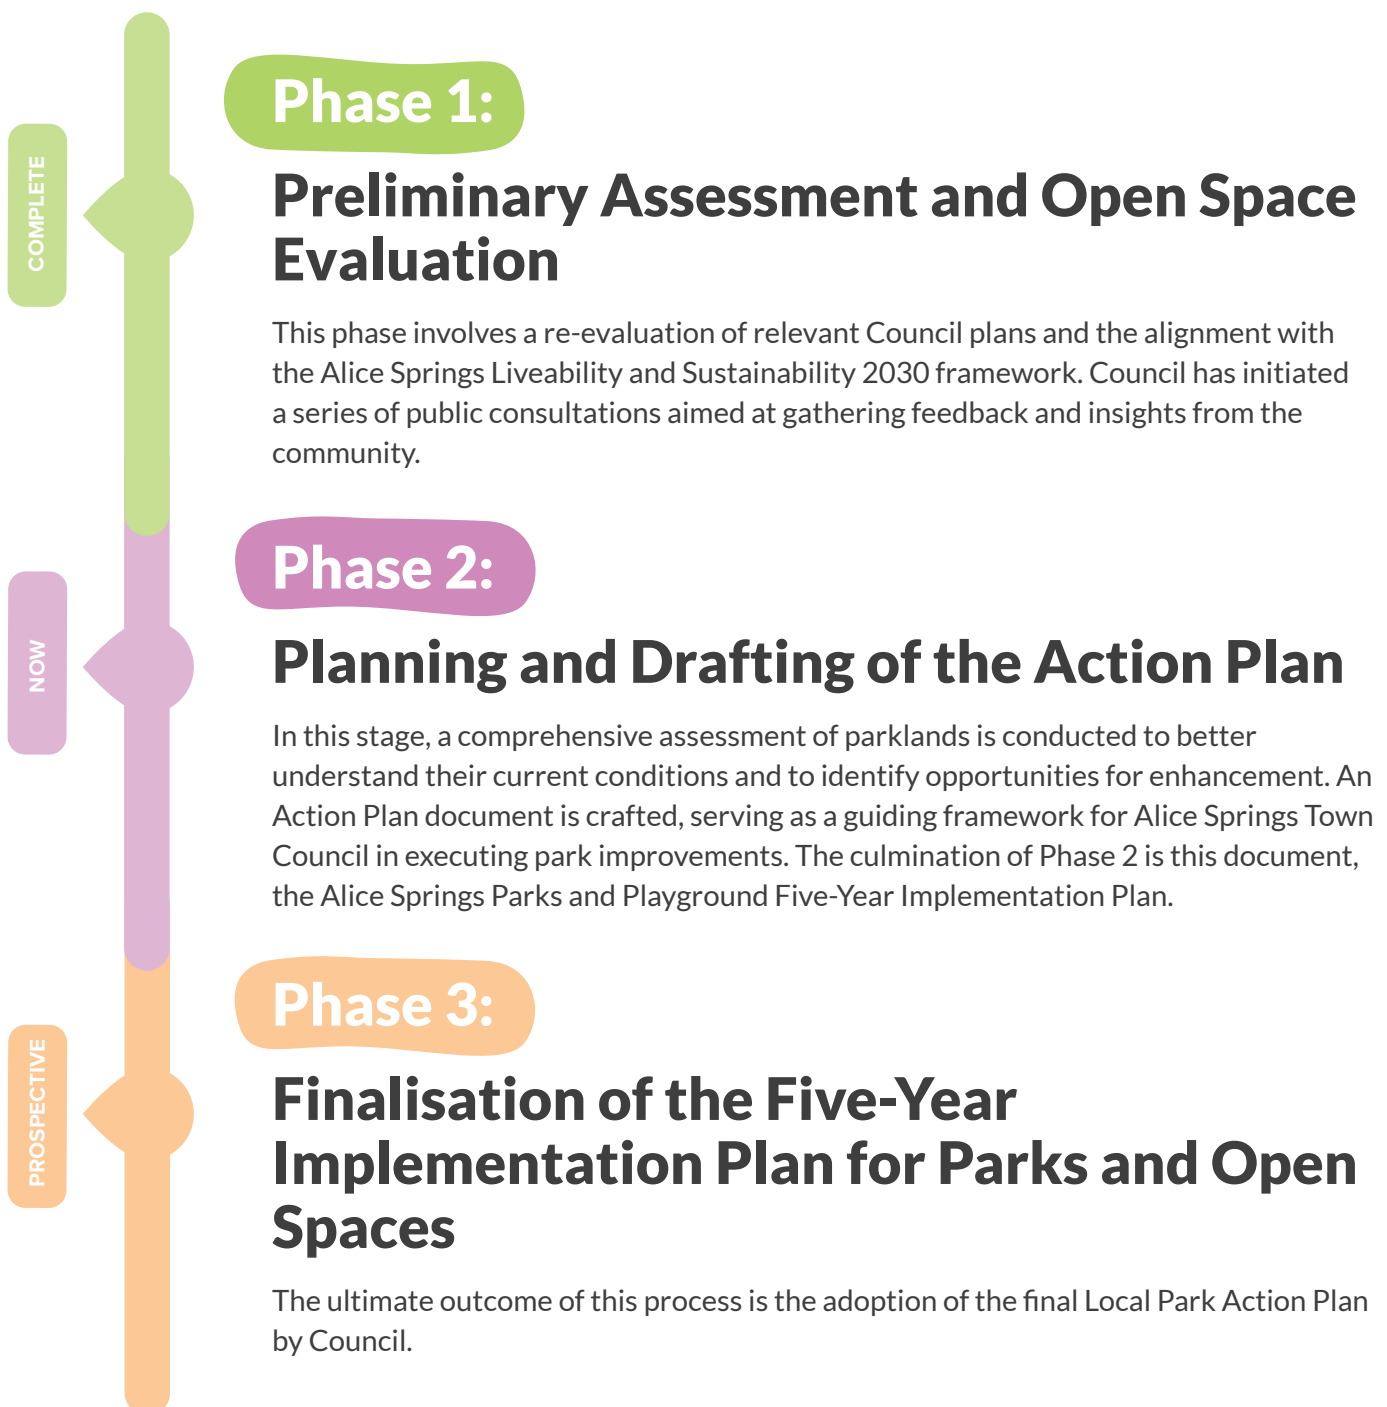 COMPLETE
Phase 1:
Preliminary Assessment and Open Space
Evaluation
This phase involves a re-evaluation of relevant Council plans and the alignment with
the Alice Springs Liveability and Sustainability 2030 framework. Council has initiated
a series of public consultations aimed at gathering feedback and insights from the
community.
NOW
Phase 2:
Planning and Drafting of the Action Plan
In this stage, a comprehensive assessment of parklands is conducted to better
understand their current conditions and to identify opportunities for enhancement. An
Action Plan document is crafted, serving as a guiding framework for Alice Springs Town
Council in executing park improvements. The culmination of Phase 2 is this document,
the Alice Springs Parks and Playground Five-Year Implementation Plan.
PROSPECTIVE
Phase 3:
Finalisation of the Five-Year
Implementation Plan for Parks and Open
Spaces
The ultimate outcome of this process is the adoption of the final Local Park Action Plan
by Council.